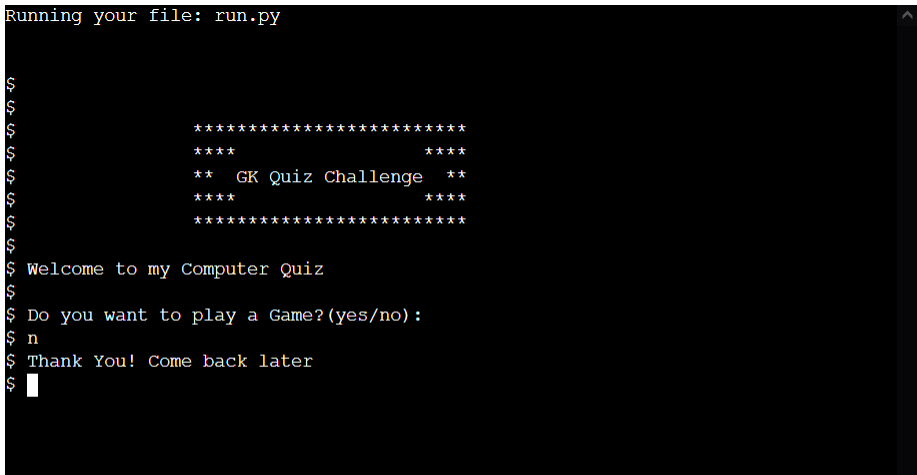 Running your file: run.py
$
$
$ *************************
$ **** ****
$ ** GK Quiz Challenge **
$ **** ****
$ *************************
$
$ Welcome to my Computer Quiz
$
$ Do you want to play a Game?(yes/no):
$ n
$ Thank You! Come back later
$